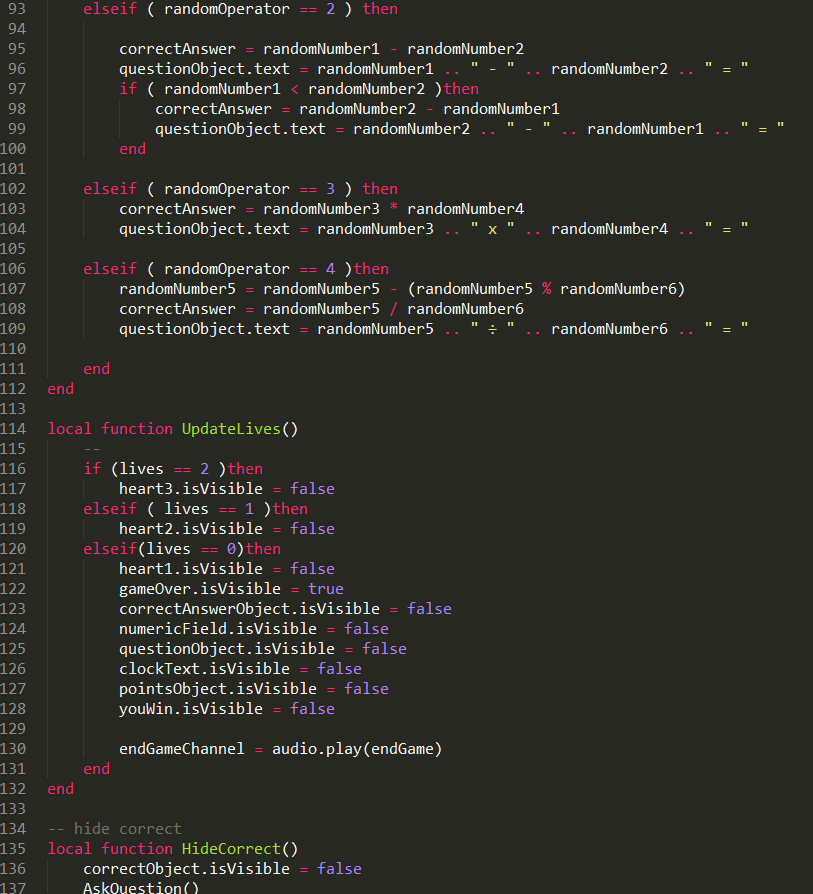 93 elseif ( randomOperator == 2 ) then
94
95 correctAnswer = randomNumber1 - randomNumber2
96 questionObject.text = randomNumber1 .. " - " .. randomNumber2 .. " = "
97 if ( randomNumber1 < randomNumber2 )then
98 correctAnswer = randomNumber2 - randomNumber1
99 questionObject.text = randomNumber2 .. " - " .. randomNumber1 .. " = "
100 end
101
102 elseif ( randomOperator == 3 ) then
103 correctAnswer = randomNumber3 * randomNumber4
104 questionObject.text = randomNumber3 .. " x " .. randomNumber4 .. " = "
105
106 elseif ( randomOperator == 4 )then
107 randomNumber5 = randomNumber5 - (randomNumber5 % randomNumber6)
108 correctAnswer = randomNumber5 / randomNumber6
109 questionObject.text = randomNumber5 .. " ÷ " .. randomNumber6 .. " = "
110
111 end
112 end
113
114 local function UpdateLives()
115 --
116 if (lives == 2 )then
117 heart3.isVisible = false
118 elseif ( lives == 1 )then
119 heart2.isVisible = false
120 elseif(lives == 0)then
121 heart1.isVisible = false
122 gameOver.isVisible = true
123 correctAnswerObject.isVisible = false
124 numericField.isVisible = false
125 questionObject.isVisible = false
126 clockText.isVisible = false
127 pointsObject.isVisible = false
128 youWin.isVisible = false
129
130 endGameChannel = audio.play(endGame)
131 end
132 end
133
134 -- hide correct
135 local function HideCorrect()
136 correctObject.isVisible = false
137 AskQuestion()